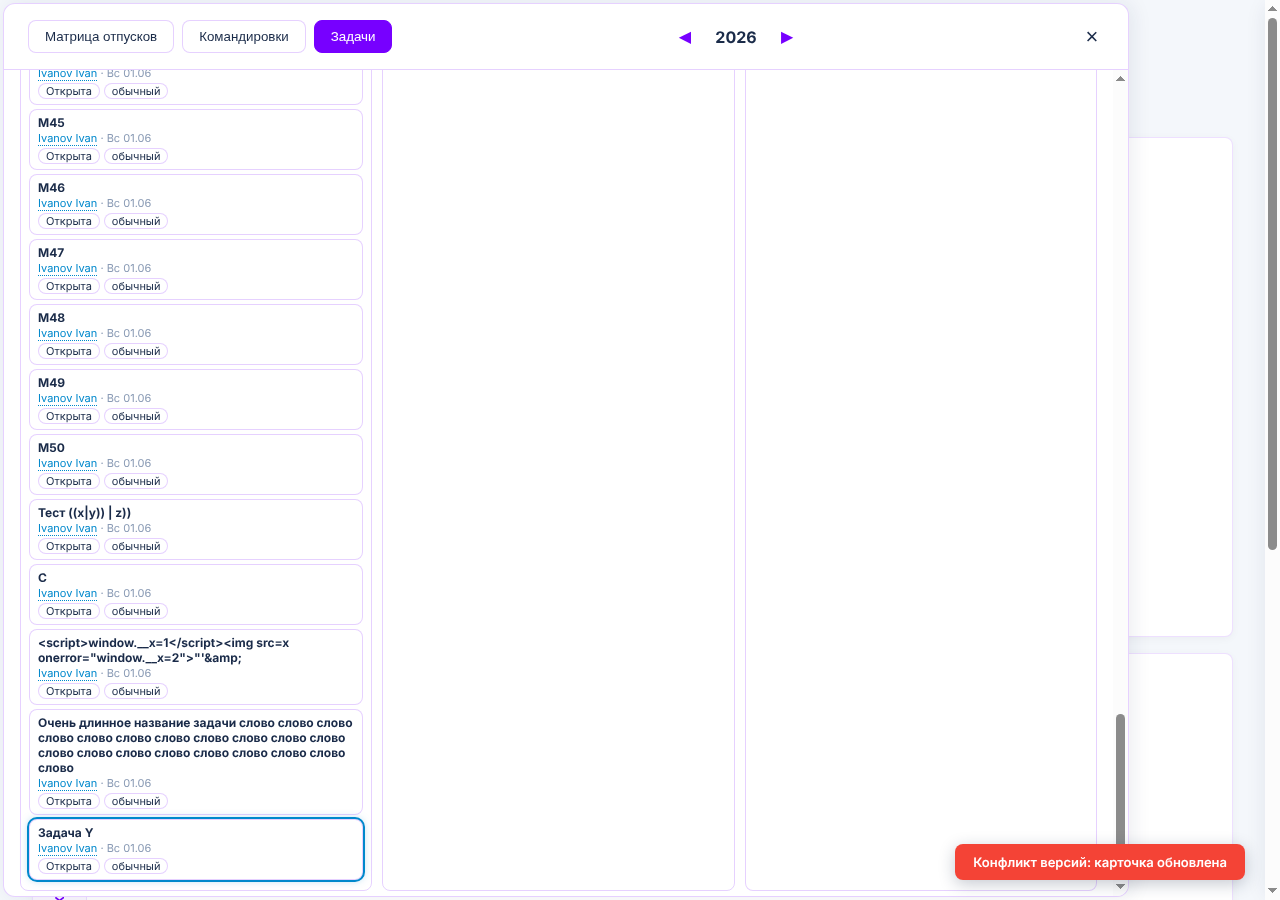 Матрица отпусков
Командировки
Задачи
◀ 2026 ▶
✕
Ivanov Ivan · Вс 01.06
Открыта обычный
M45
Ivanov Ivan · Вс 01.06
Открыта обычный
M46
Ivanov Ivan · Вс 01.06
Открыта обычный
M47
Ivanov Ivan · Вс 01.06
Открыта обычный
M48
Ivanov Ivan · Вс 01.06
Открыта обычный
M49
Ivanov Ivan · Вс 01.06
Открыта обычный
M50
Ivanov Ivan · Вс 01.06
Открыта обычный
Тест ((x|y)) | z))
Ivanov Ivan · Вс 01.06
Открыта обычный
C
Ivanov Ivan · Вс 01.06
Открыта обычный
<script>window.__x=1</script><img src=x
onerror="window.__x=2">"'&amp;
Ivanov Ivan · Вс 01.06
Открыта обычный
Очень длинное название задачи слово слово слово
слово слово слово слово слово слово слово слово
слово слово слово слово слово слово слово слово
слово
Ivanov Ivan · Вс 01.06
Открыта обычный
Задача Y
Ivanov Ivan · Вс 01.06
Открыта обычный
Конфликт версий: карточка обновлена